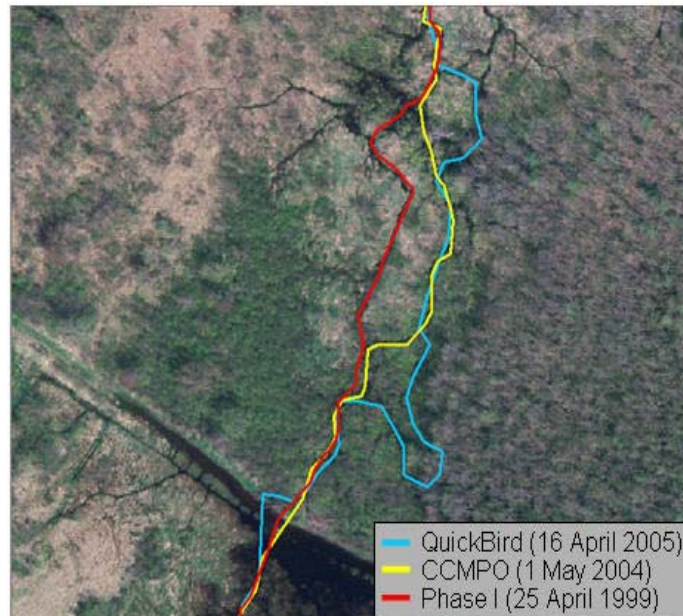 QuickBird (16 April 2005)
CCMPO (1 May 2004)
Phase I (25 April 1999)